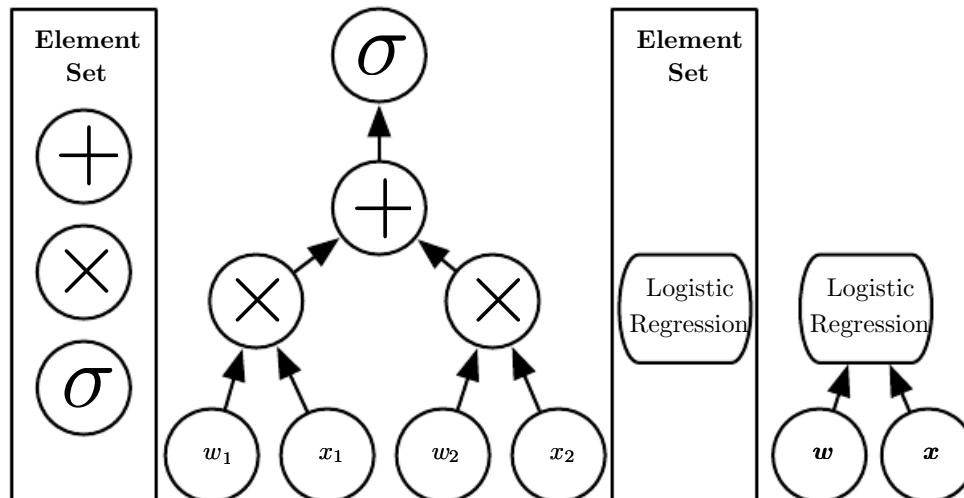 Element
Set
+
×
σ
σ
+
×
×
w₁
x₁
w₂
x₂
Element
Set
Logistic
Regression
Logistic
Regression
w
x